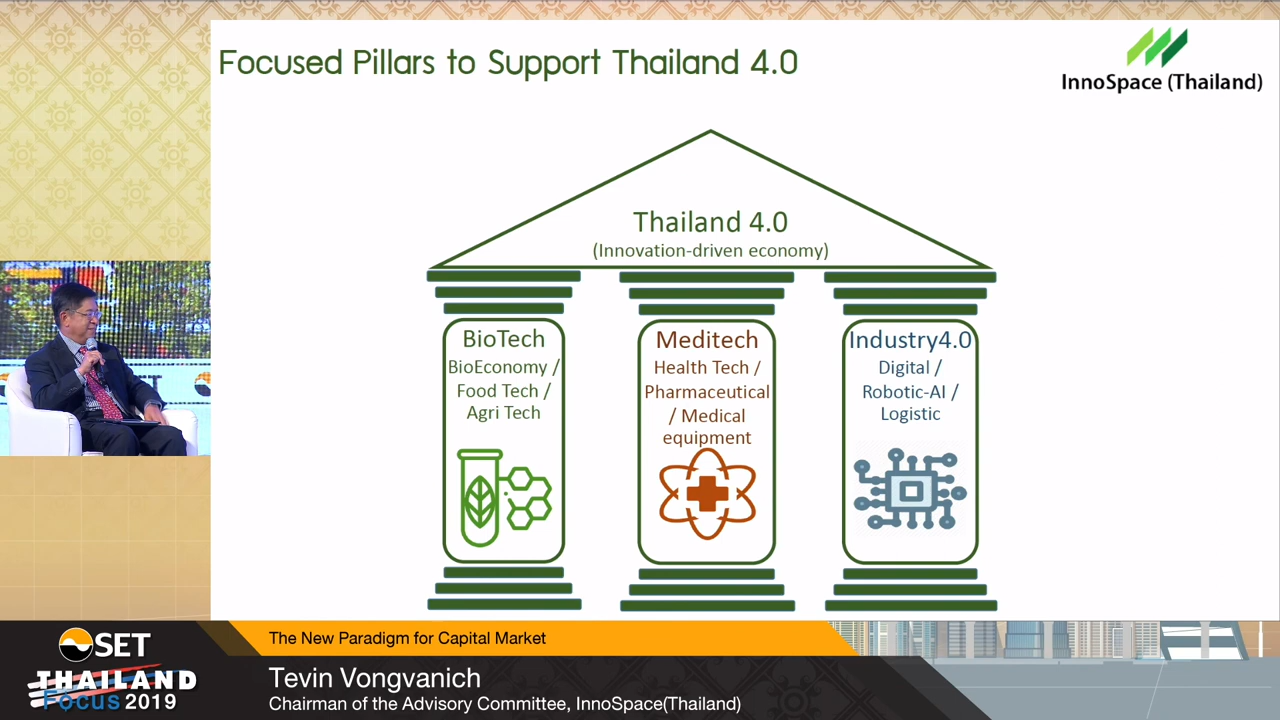 Focused Pillars to Support Thailand 4.0
InnoSpace (Thailand)
Thailand 4.0
(Innovation-driven economy)
BioTech
BioEconomy /
Food Tech /
Agri Tech
Meditech
Health Tech /
Pharmaceutical
/ Medical
equipment
Industry4.0
Digital /
Robotic-AI /
Logistic
SET
THAILAND
FOCUS 2019
The New Paradigm for Capital Market
Tevin Vongvanich
Chairman of the Advisory Committee, InnoSpace(Thailand)